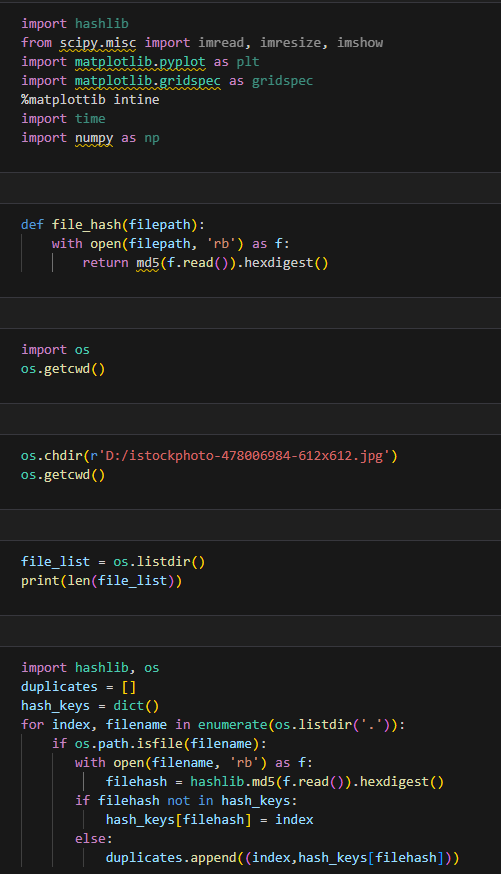 import hashlib
from scipy.misc import imread, imresize, imshow
import matplotlib.pyplot as plt
import matplotlib.gridspec as gridspec
%matplottib intine
import time
import numpy as np
def file_hash(filepath):
    with open(filepath, 'rb') as f:
        return md5(f.read()).hexdigest()
import os
os.getcwd()
os.chdir(r'D:/istockphoto-478006984-612x612.jpg')
os.getcwd()
file_list = os.listdir()
print(len(file_list))
import hashlib, os
duplicates = []
hash_keys = dict()
for index, filename in enumerate(os.listdir('.')):
    if os.path.isfile(filename):
       with open(filename, 'rb') as f:
           filehash = hashlib.md5(f.read()).hexdigest()
       if filehash not in hash_keys:
           hash_keys[filehash] = index
       else:
           duplicates.append((index,hash_keys[filehash]))